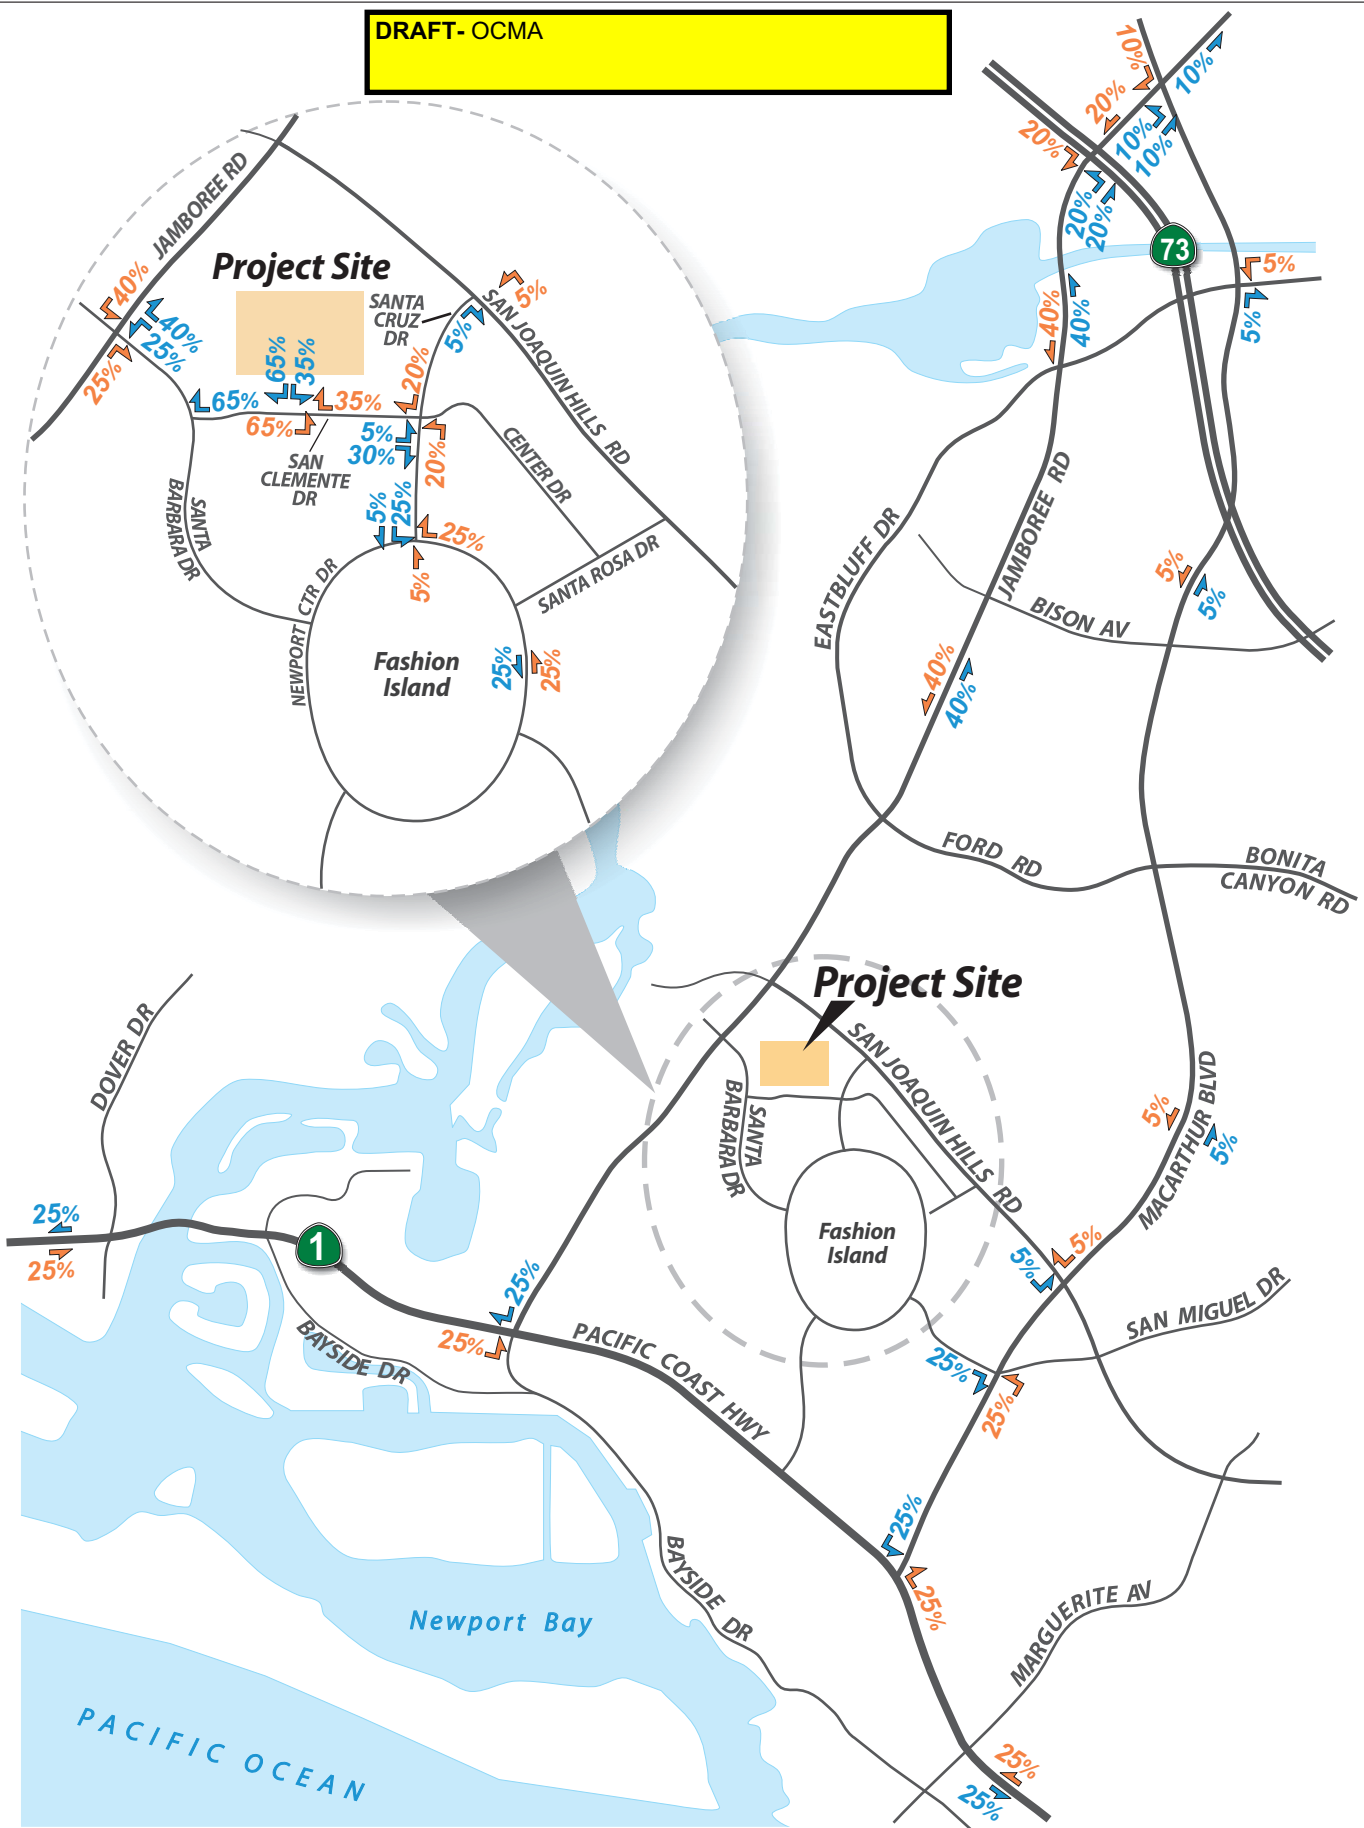 DRAFT- OCMA
10%
10%
20%
10%
10%
20%
20%
20%
73
5%
5%
40%
40%
JAMBOREE RD
Project Site
40%
40%
25%
25%
SANTA
CRUZ
DR
5%
5%
SAN JOAQUIN HILLS RD
65%
35%
65%
35%
65%
20%
5%
30%
20%
SAN
CLEMENTE
DR
CENTER DR
SANTA
BARBARA DR
5%
25%
25%
5%
SANTA ROSA DR
NEWPORT CTR DR
Fashion
Island
25%
25%
EASTBLUFF DR
JAMBOREE RD
BISON AV
5%
5%
40%
40%
FORD RD
BONITA
CANYON RD
Project Site
SAN JOAQUIN HILLS RD
SANTA
BARBARA DR
Fashion
Island
DOVER DR
5%
5%
MACARTHUR BLVD
25%
25%
1
5%
5%
25%
25%
BAYSIDE DR
PACIFIC COAST HWY
SAN MIGUEL DR
25%
25%
25%
25%
BAYSIDE DR
MARGUERITE AV
Newport Bay
PACIFIC OCEAN
25%
25%